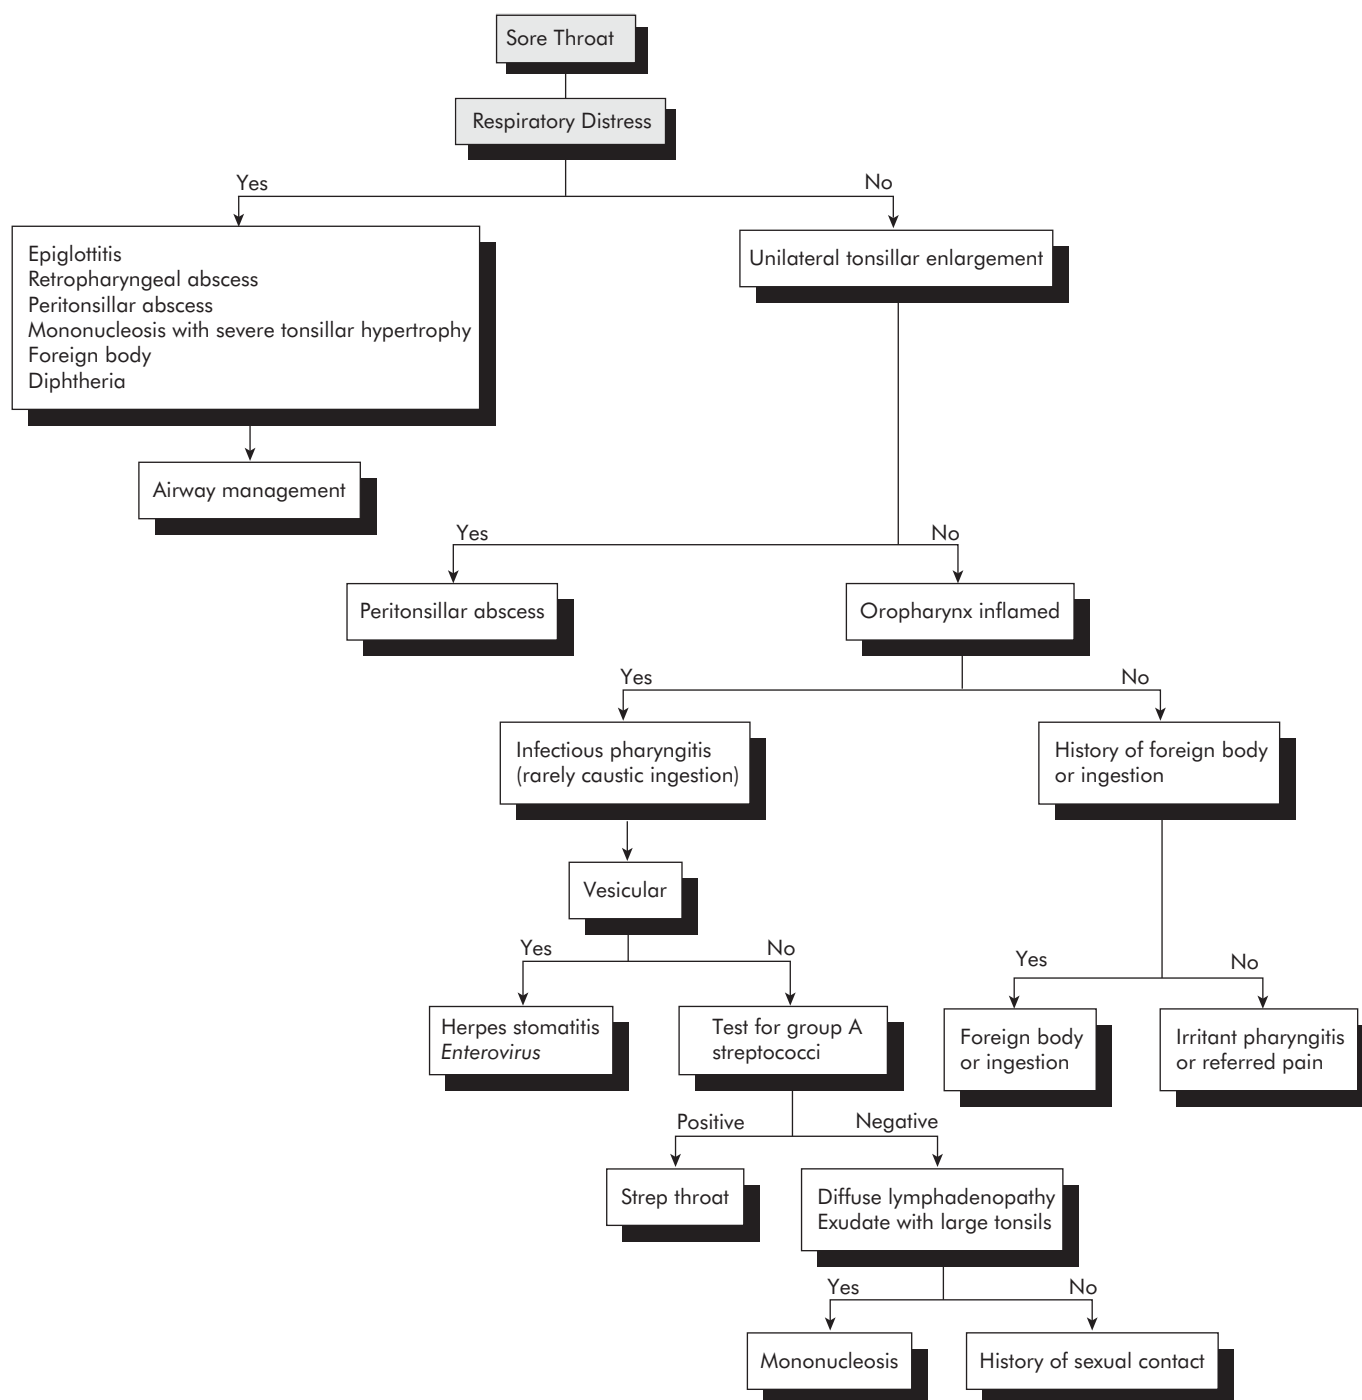 Sore Throat
Respiratory Distress
Yes
No
Epiglottitis
Retropharyngeal abscess
Peritonsillar abscess
Mononucleosis with severe tonsillar hypertrophy
Foreign body
Diphtheria
Unilateral tonsillar enlargement
Airway management
Yes
No
Peritonsillar abscess
Oropharynx inflamed
Yes
No
Infectious pharyngitis
(rarely caustic ingestion)
History of foreign body
or ingestion
Vesicular
Yes
No
Yes
No
Herpes stomatitis
Enterovirus
Test for group A
streptococci
Foreign body
or ingestion
Irritant pharyngitis
or referred pain
Positive
Negative
Strep throat
Diffuse lymphadenopathy
Exudate with large tonsils
Yes
No
Mononucleosis
History of sexual contact